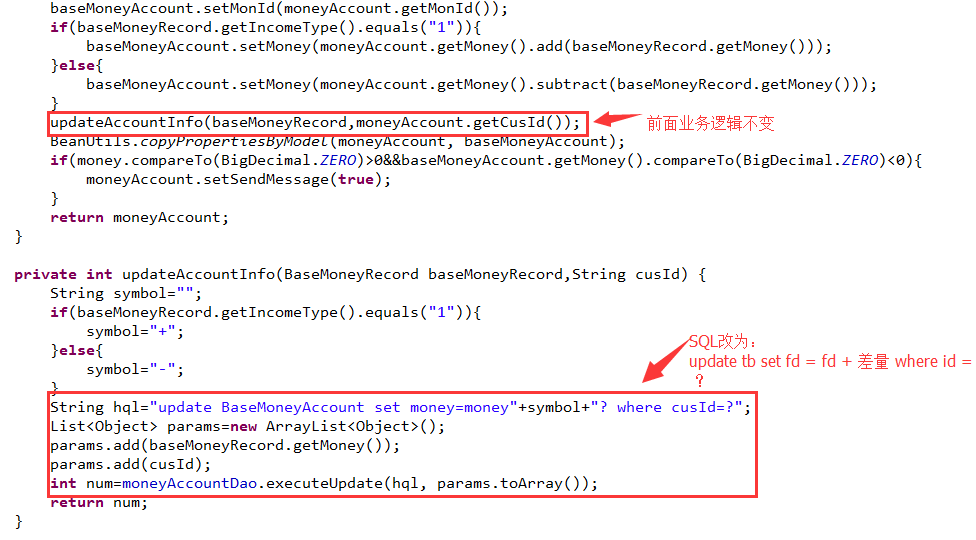 baseMoneyAccount.setMonId(moneyAccount.getMonId());
if(baseMoneyRecord.getIncomeType().equals("1")){
baseMoneyAccount.setMoney(moneyAccount.getMoney().add(baseMoneyRecord.getMoney()));
}else{
baseMoneyAccount.setMoney(moneyAccount.getMoney().subtract(baseMoneyRecord.getMoney()));
}
updateAccountInfo(baseMoneyRecord,moneyAccount.getCusId());
前面业务逻辑不变
BeanUtils.copyPropertiesByModel(moneyAccount, baseMoneyAccount);
if(money.compareTo(BigDecimal.ZERO)>0&&baseMoneyAccount.getMoney().compareTo(BigDecimal.ZERO)<0){
moneyAccount.setSendMessage(true);
}
return moneyAccount;
}
private int updateAccountInfo(BaseMoneyRecord baseMoneyRecord,String cusId) {
String symbol="";
if(baseMoneyRecord.getIncomeType().equals("1")){
symbol="+";
}else{
symbol="-";
}
SQL改为：
update tb set fd = fd + 差量 where id =
？
String hql="update BaseMoneyAccount set money=money"+symbol+"? where cusId=?";
List<Object> params=new ArrayList<Object>();
params.add(baseMoneyRecord.getMoney());
params.add(cusId);
int num=moneyAccountDao.executeUpdate(hql, params.toArray());
return num;
}